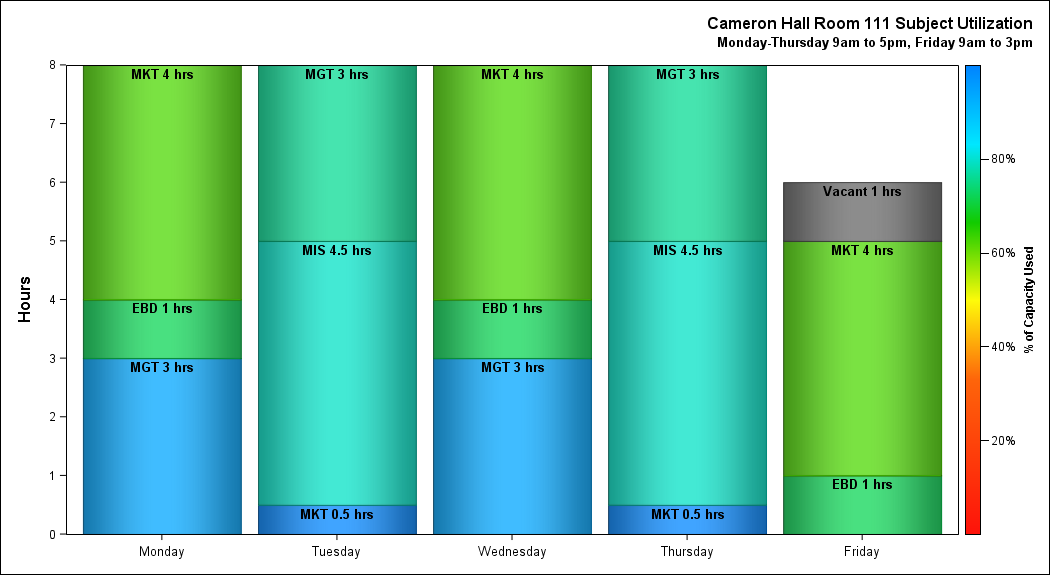 Cameron Hall Room 111 Subject Utilization
Monday-Thursday 9am to 5pm, Friday 9am to 3pm
Hours
8
7
6
5
4
3
2
1
0
MKT 4 hrs
EBD 1 hrs
MGT 3 hrs
MGT 3 hrs
MIS 4.5 hrs
MKT 0.5 hrs
MKT 4 hrs
EBD 1 hrs
MGT 3 hrs
MGT 3 hrs
MIS 4.5 hrs
MKT 0.5 hrs
Vacant 1 hrs
MKT 4 hrs
EBD 1 hrs
Monday
Tuesday
Wednesday
Thursday
Friday
80%
60%
40%
20%
% of Capacity Used